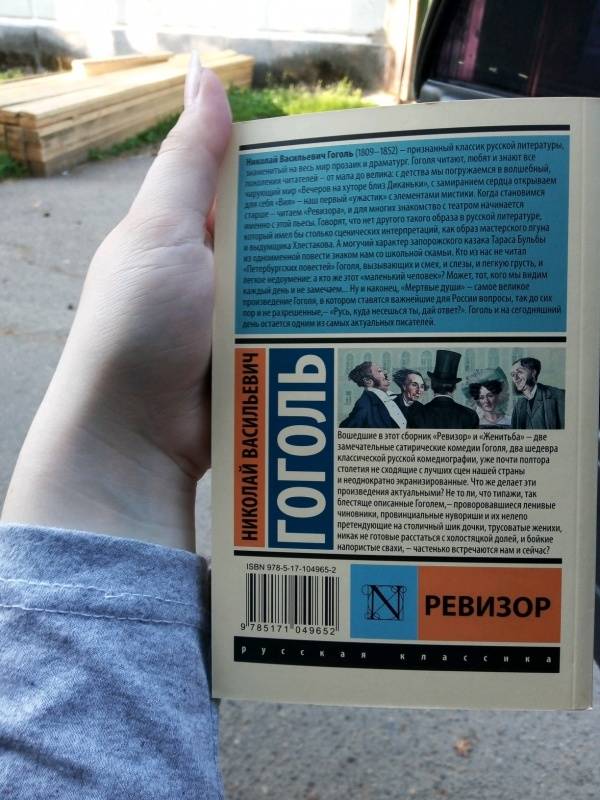 Николай Васильевич Гоголь (1809–1852) – признанный классик русской литературы,
знаменитый на весь мир прозаик и драматург. Гоголя читают, любят и знают все
поколения читателей – от мала до велика: с детства мы погружаемся в волшебный,
чарующий мир «Вечеров на хуторе близ Диканьки», с замиранием сердца открываем
для себя «Вия» – наш первый «ужастик» с элементами мистики. Когда становимся
старше – читаем «Ревизора», и для многих знакомство с театром начинается
именно с этой пьесы. Говорят, что нет другого такого образа в русской литературе,
который имел бы столько сценических интерпретаций, как образ мастерского лгуна
и выдумщика Хлестакова. А могучий характер запорожского казака Тараса Бульбы
из одноименной повести знаком нам со школьной скамьи. Кто из нас не читал
«Петербургских повестей» Гоголя, вызывающих и смех, и слезы, и легкую грусть, и
легкое недоумение: а кто же этот «маленький человек»? Может, тот, кого мы видим
каждый день и не замечаем... Ну и наконец, «Мертвые души» – самое великое
произведение Гоголя, в котором ставятся важнейшие для России вопросы, так до сих
пор и не разрешенные,– «Русь, куда несешься ты, дай ответ?». Гоголь и на сегодняшний
день остается одним из самых актуальных писателей.
НИКОЛАЙ ВАСИЛЬЕВИЧ
ГОГОЛЬ
Вошедшие в этот сборник «Ревизор» и «Женитьба» – две
замечательные сатирические комедии Гоголя, два шедевра
классической русской комедиографии, уже почти полтора
столетия не сходящие с лучших сцен нашей страны
и неоднократно экранизированные. Что же делает эти
произведения актуальными? Не то ли, что типажи, так
блестяще описанные Гоголем,– проворовавшиеся ленивые
чиновники, провинциальные нувориши и их нелепо
претендующие на столичный шик дочки, трусоватые женихи,
никак не готовые расстаться с холостяцкой долей, и бойкие
напористые свахи, – частенько встречаются нам и сейчас?
ISBN 978-5-17-104965-2
9 785171 049652
N
РЕВИЗОР
русская классика